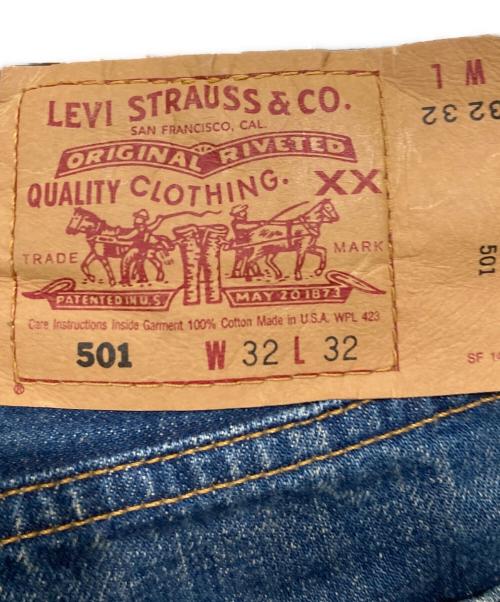 LEVI STRAUSS & CO.
SAN FRANCISCO, CAL.
ORIGINAL RIVETED
QUALITY CLOTHING. XX
TRADE MARK
PATENTED IN U.S. MAY 20 1873
Care Instructions Inside Garment 100% Cotton Made in U.S.A. WPL 423
501 W 32 L 32
®
W L
32 32
501
SF